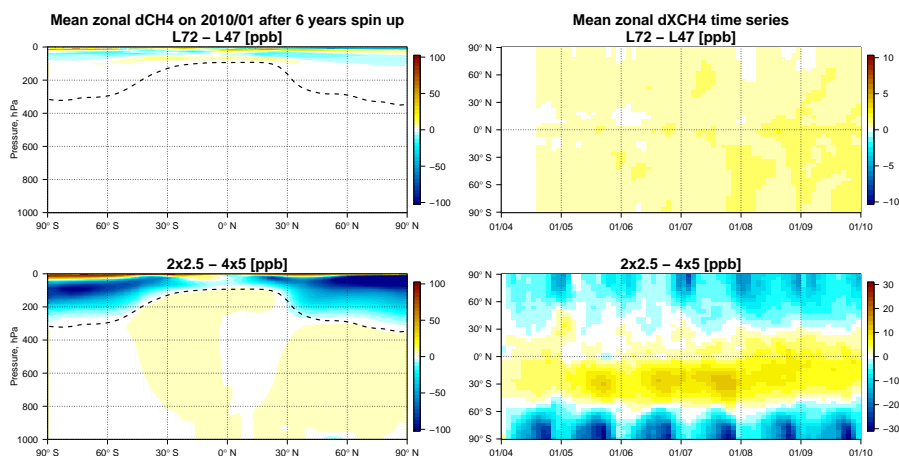 Mean zonal dCH4 on 2010/01 after 6 years spin up
L72 − L47 [ppb]
0
200
400
600
800
1000
Pressure, hPa
90° S
60° S
30° S
0° N
30° N
60° N
90° N
100
50
0
−50
−100
Mean zonal dXCH4 time series
L72 − L47 [ppb]
90° N
60° N
30° N
0° N
30° S
60° S
90° S
01/04
01/05
01/06
01/07
01/08
01/09
01/10
10
5
0
−5
−10
2x2.5 − 4x5 [ppb]
0
200
400
600
800
1000
Pressure, hPa
90 S
60 S
30 S
0 N
30 N
60 N
90 N
100
50
0
−50
−100
2x2.5 − 4x5 [ppb]
90° N
60° N
30° N
0° N
30° S
60° S
90° S
01/04
01/05
01/06
01/07
01/08
01/09
01/10
30
20
10
0
−10
−20
−30